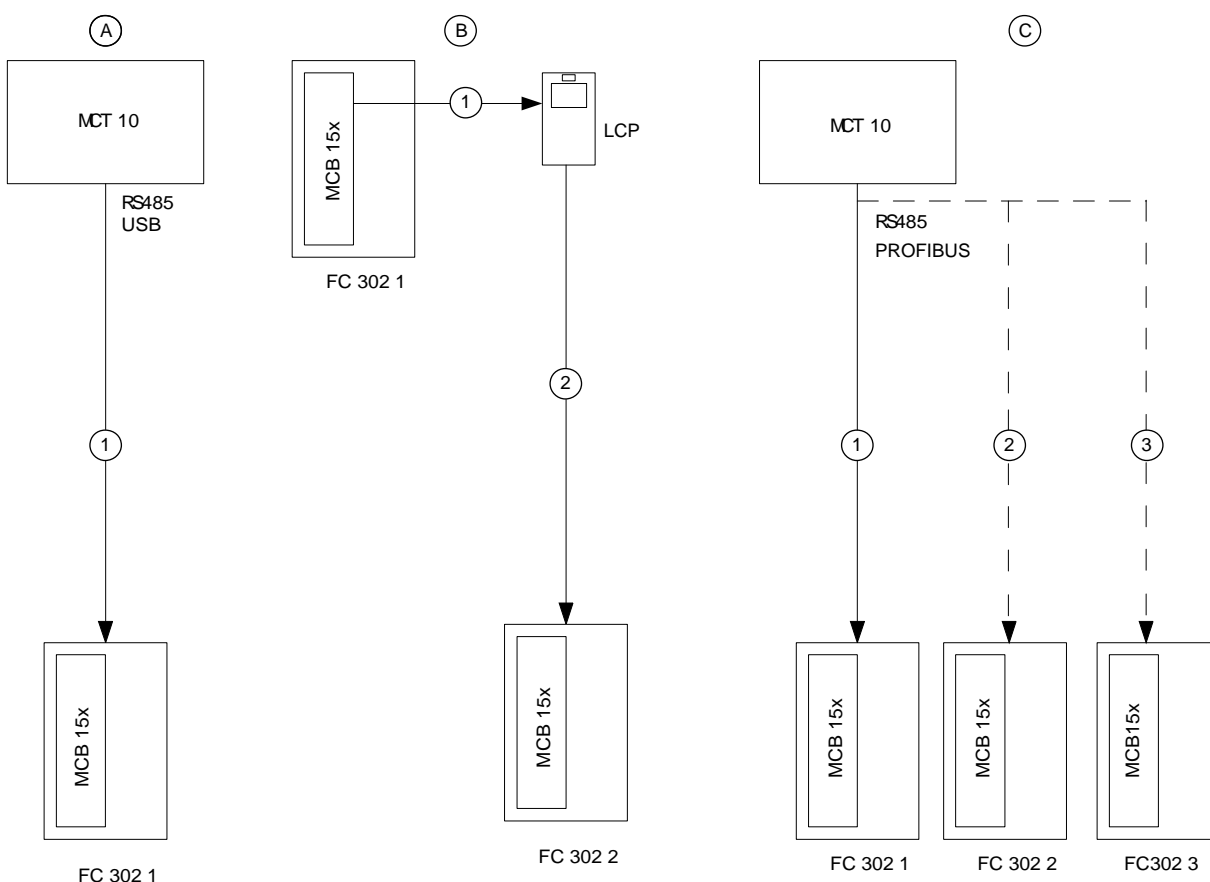 A
MCT 10
RS485
USB
1
MCB 15x
FC 302 1
B
MCB 15x
1
LCP
FC 302 1
2
MCB 15x
FC 302 2
C
MCT 10
RS485
PROFIBUS
1
2
3
MCB 15x
MCB 15x
MCB15x
FC 302 1
FC 302 2
FC302 3